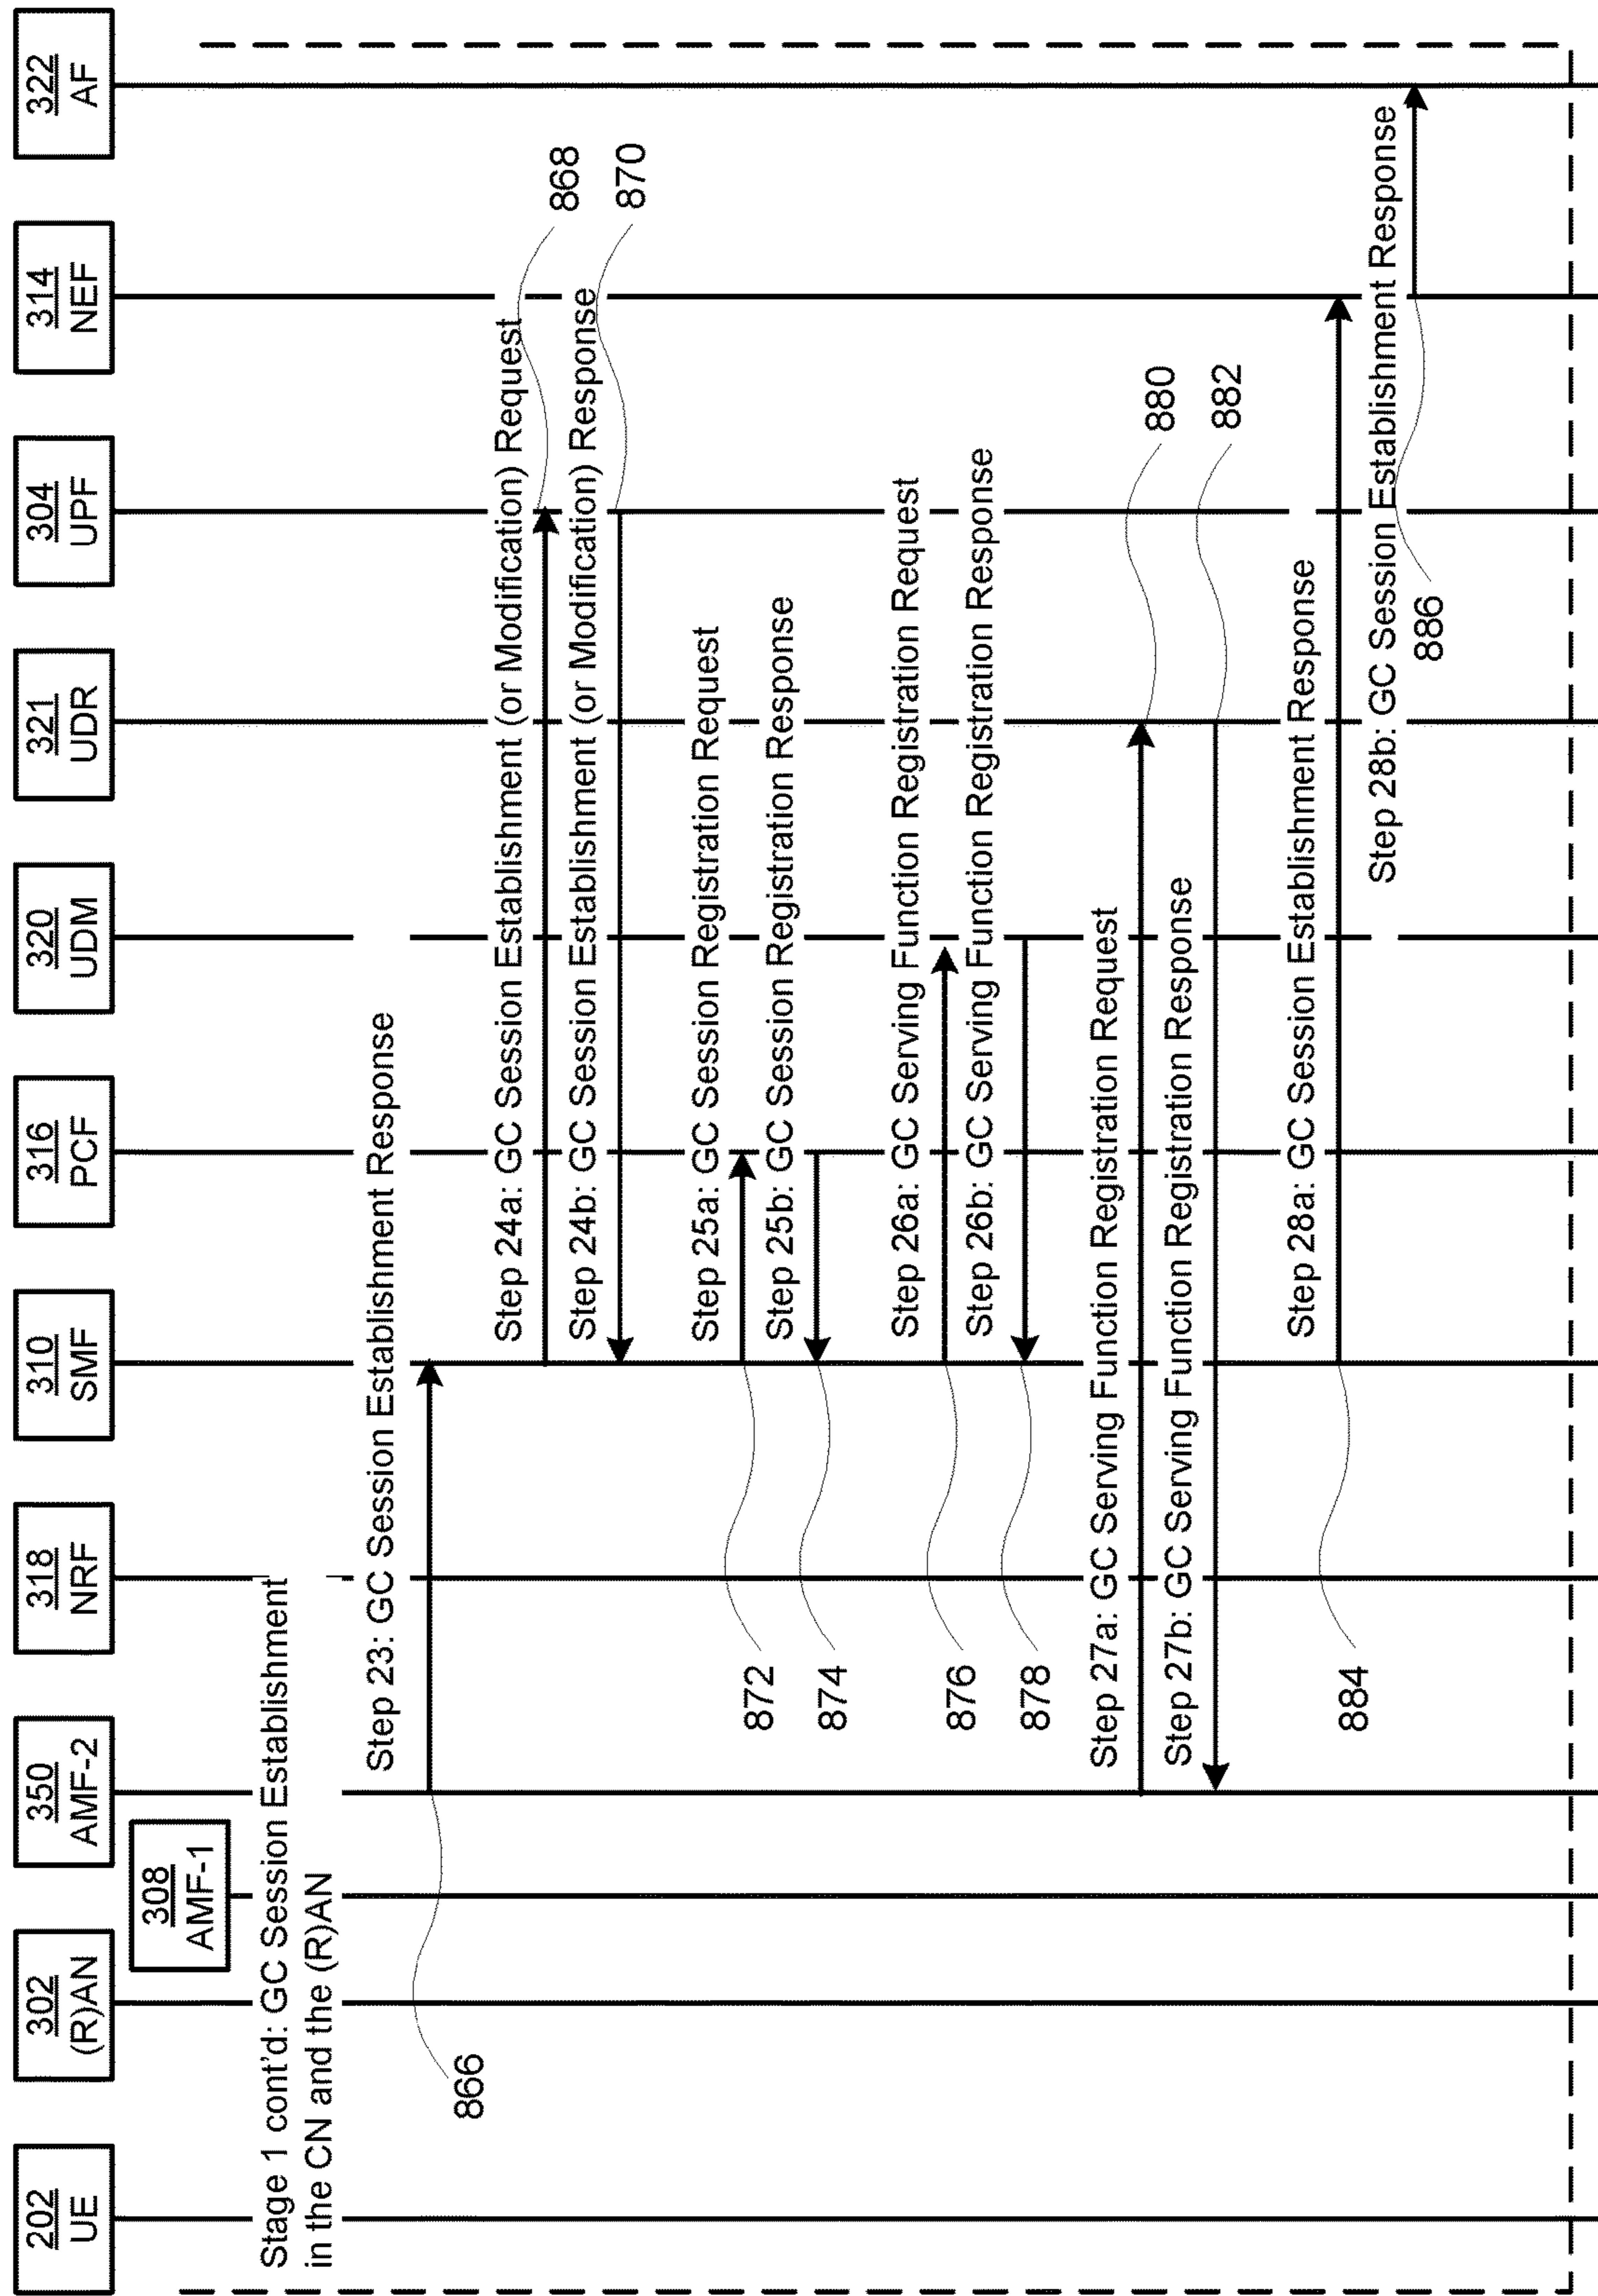 202
UE
302
(R)AN
308
AMF-1
350
AMF-2
318
NRF
310
SMF
316
PCF
320
UDM
321
UDR
304
UPF
314
NEF
322
AF
Stage 1 cont'd: GC Session Establishment
in the CN and the (R)AN
Step 23: GC Session Establishment Response
866
Step 24a: GC Session Establishment (or Modification) Request
868
Step 24b: GC Session Establishment (or Modification) Response
870
Step 25a: GC Session Registration Request
872
Step 25b: GC Session Registration Response
874
Step 26a: GC Serving Function Registration Request
876
Step 26b: GC Serving Function Registration Response
878
Step 27a: GC Serving Function Registration Request
880
Step 27b: GC Serving Function Registration Response
882
Step 28a: GC Session Establishment Response
884
Step 28b: GC Session Establishment Response
886